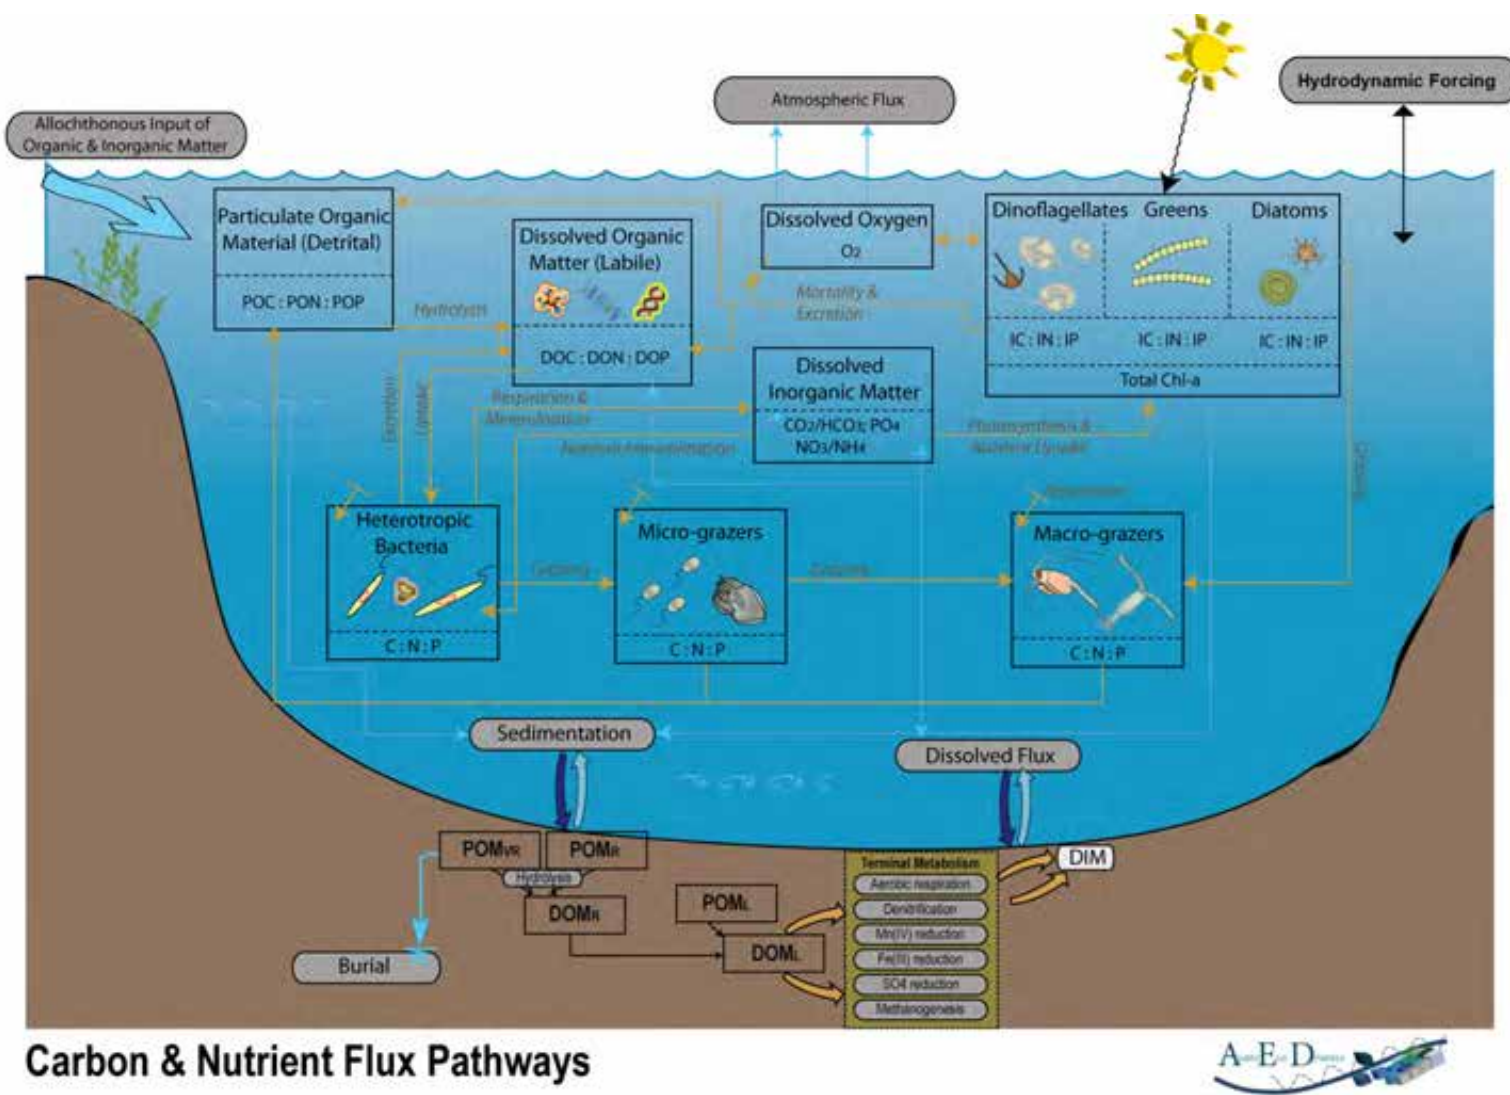 Hydrodynamic Forcing
Atmospheric Flux
Allochthonous Input of
Organic & Inorganic Matter
Particulate Organic
Material (Detrital)
POC : PON : POP
Hydrolysis
Dissolved Organic
Matter (Labile)
DOC : DON : DOP
Dissolved Oxygen
O2
Mortality &
Excretion
Dinoflagellates
Greens
Diatoms
IC : IN : IP
IC : IN : IP
IC : IN : IP
Total Chl-a
Dissolved
Inorganic Matter
CO2/HCO3; PO4
NO3/NH4
Excretion
Uptake
Respiration &
Mineralisation
Photosynthesis &
Nutrient Uptake
Grazing
Heterotropic
Bacteria
C : N : P
Grazing
Micro-grazers
C : N : P
Grazing
Macro-grazers
C : N : P
Sedimentation
Dissolved Flux
POMVR
POMR
Hydrolysis
DOMR
POML
DOML
Burial
Terminal Metabolism
Aerobic respiration
Denitrification
Mn(IV) reduction
Fe(III) reduction
SO4 reduction
Methanogenesis
DIM
Carbon & Nutrient Flux Pathways
A E D